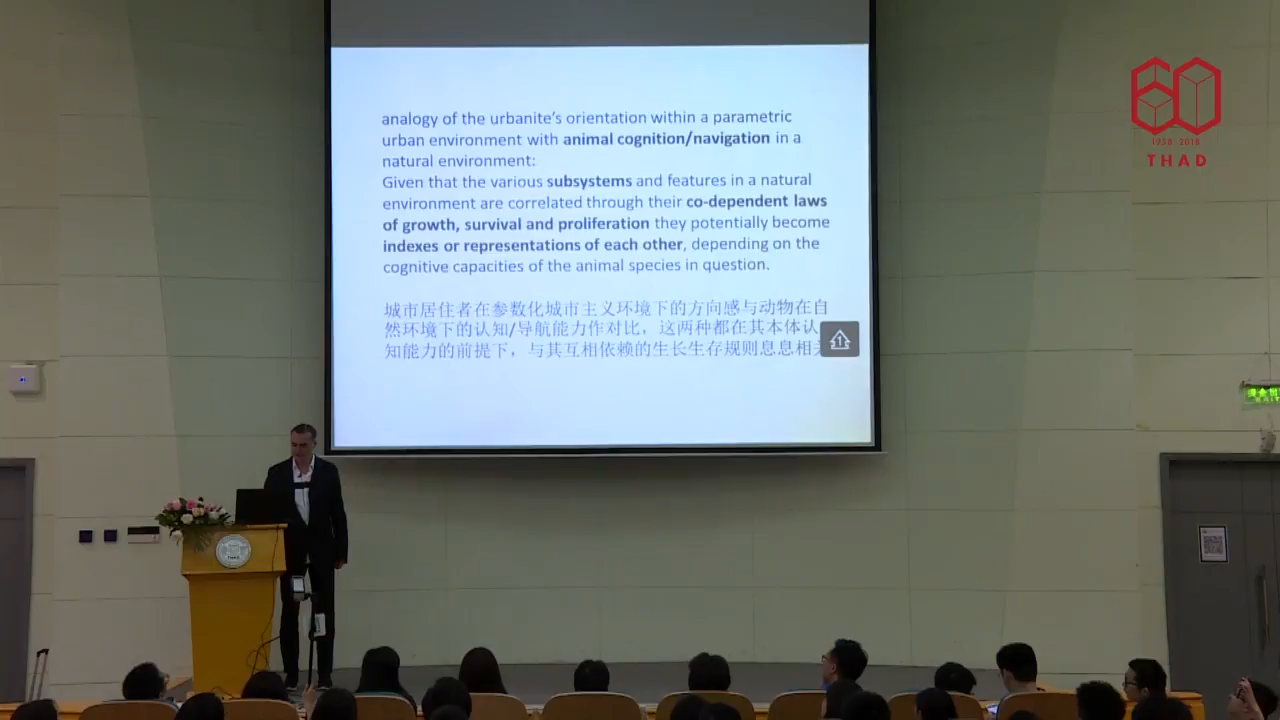 analogy of the urbanite's orientation within a parametric
urban environment with animal cognition/navigation in a
natural environment:
Given that the various subsystems and features in a natural
environment are correlated through their co-dependent laws
of growth, survival and proliferation they potentially become
indexes or representations of each other, depending on the
cognitive capacities of the animal species in question.
城市居住者在参数化城市主义环境下的方向感与动物在自
然环境下的认知/导航能力作对比，这两种都在其本体认
知能力的前提下，与其互相依赖的生长生存规则息息相
60
1958 2018
THAD
THAD